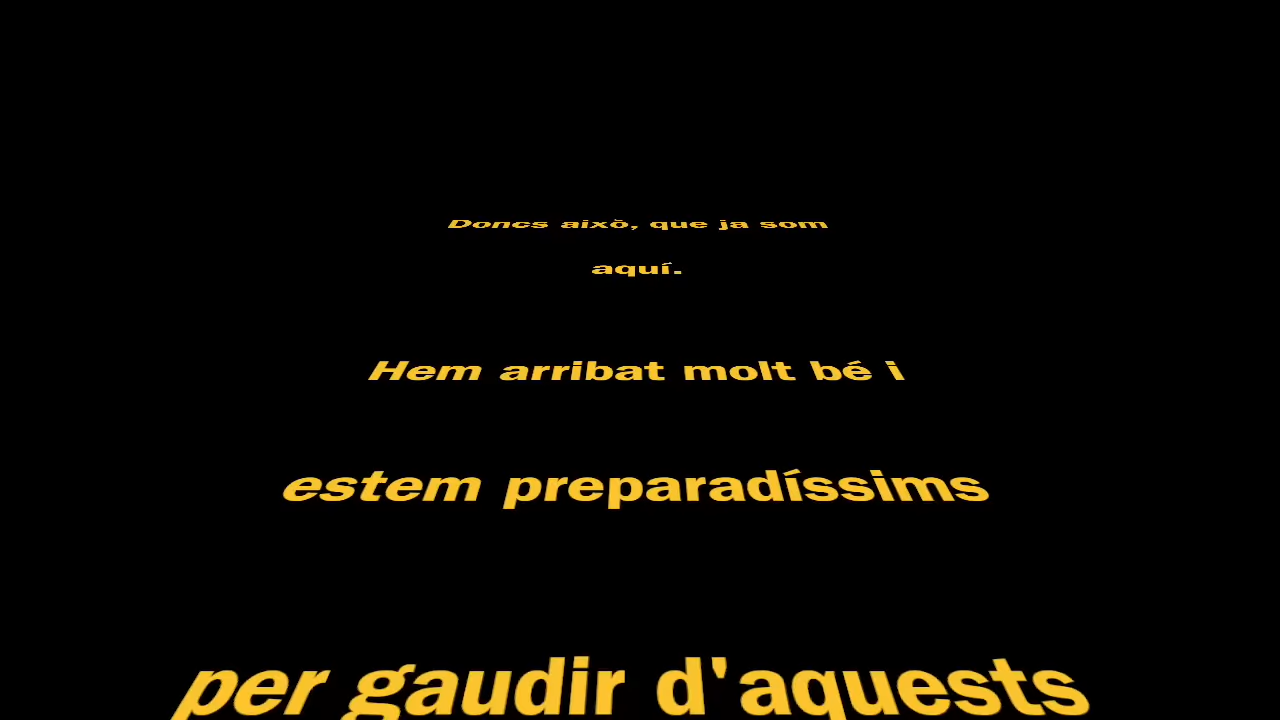 Doncs això, que ja som
aquí.
Hem arribat molt bé i
estem preparadíssims
per gaudir d'aquests